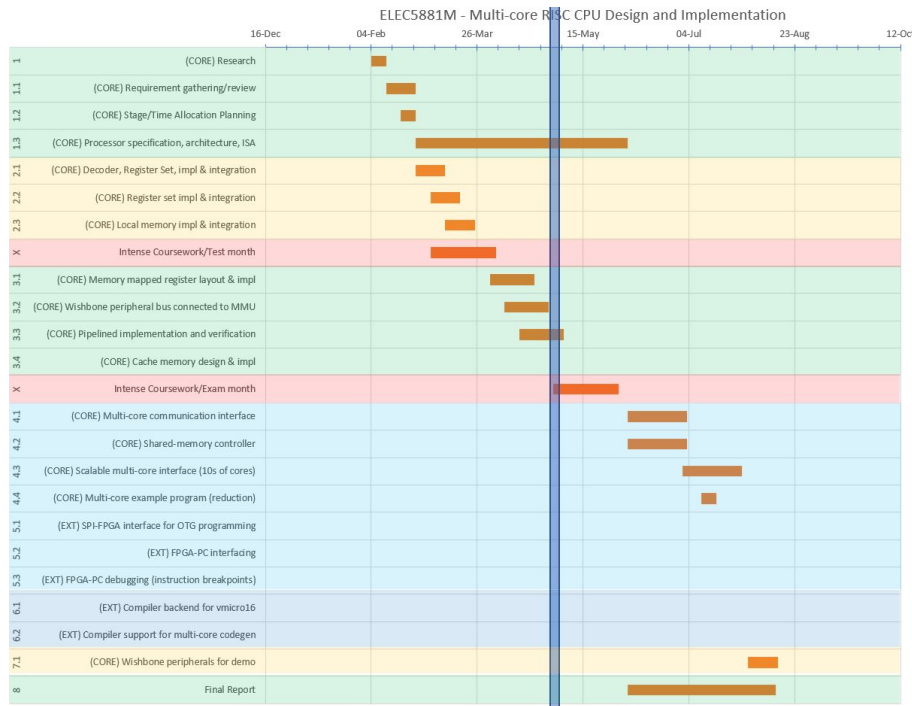 ELEC5881M - Multi-core RISC CPU Design and Implementation
16-Dec 04-Feb 26-Mar 15-May 04-Jul 23-Aug 12-Oct
1 (CORE) Research
1.1 (CORE) Requirement gathering/review
1.2 (CORE) Stage/Time Allocation Planning
1.3 (CORE) Processor specification, architecture, ISA
2.1 (CORE) Decoder, Register Set, impl & integration
2.2 (CORE) Register set impl & integration
2.3 (CORE) Local memory impl & integration
X Intense Coursework/Test month
3.1 (CORE) Memory mapped register layout & impl
3.2 (CORE) Wishbone peripheral bus connected to MMU
3.3 (CORE) Pipelined implementation and verification
3.4 (CORE) Cache memory design & impl
X Intense Coursework/Exam month
4.1 (CORE) Multi-core communication interface
4.2 (CORE) Shared-memory controller
4.3 (CORE) Scalable multi-core interface (10s of cores)
4.4 (CORE) Multi-core example program (reduction)
5.1 (EXT) SPI-FPGA interface for OTG programming
5.2 (EXT) FPGA-PC interfacing
5.3 (EXT) FPGA-PC debugging (instruction breakpoints)
6.1 (EXT) Compiler backend for vmicro16
6.2 (EXT) Compiler support for multi-core codegen
7.1 (CORE) Wishbone peripherals for demo
8 Final Report